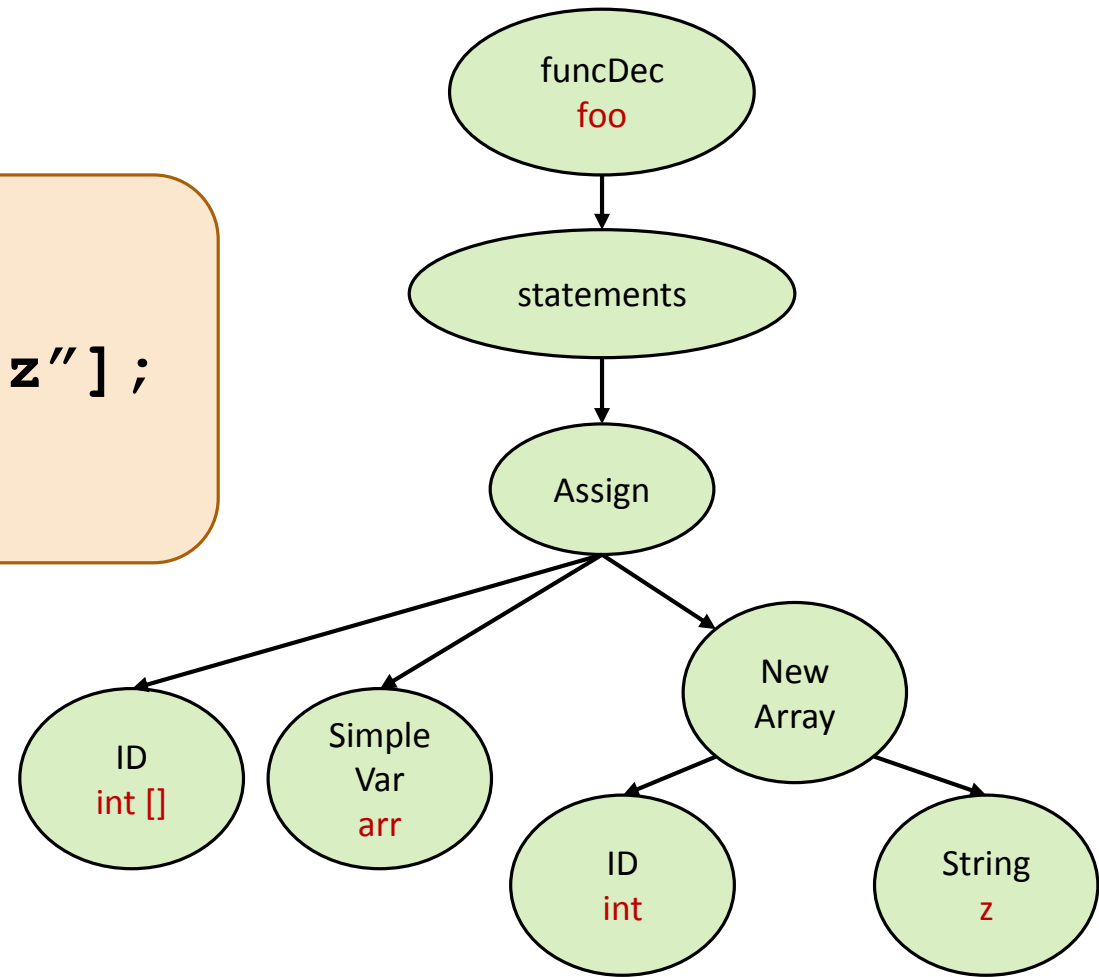 funcDec
foo
statements
z″];
Assign
New
Array
ID
int []
Simple
Var
arr
ID
int
String
z